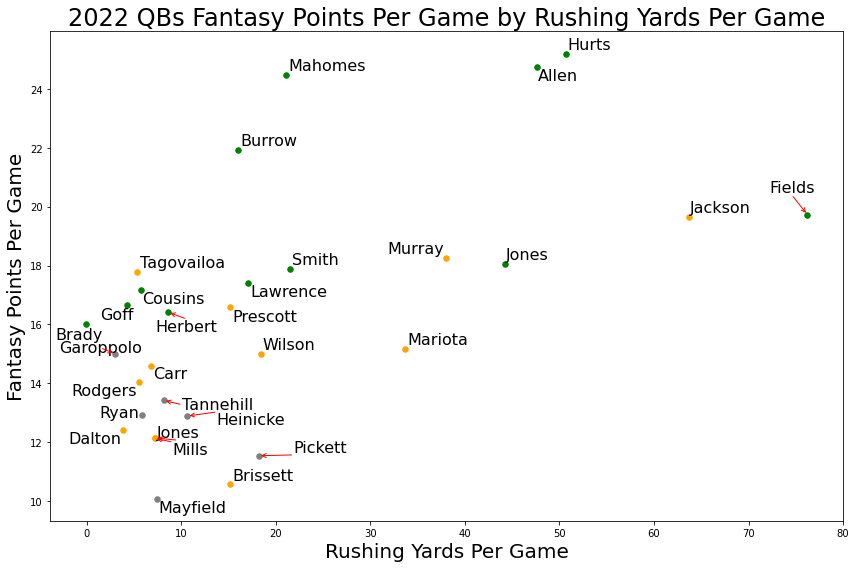 2022 QBs Fantasy Points Per Game by Rushing Yards Per Game
Fantasy Points Per Game
24
22
20
18
16
14
12
10
Hurts
Mahomes
Allen
Burrow
Fields
Jackson
Murray
Jones
Tagovailoa
Smith
Lawrence
Cousins
Goff
Prescott
Herbert
Brady
Garoppolo
Wilson
Mariota
Carr
Rodgers
Tannehill
Ryan
Heinicke
Dalton
Jones
Mills
Pickett
Brissett
Mayfield
0 10 20 30 40 50 60 70 80
Rushing Yards Per Game